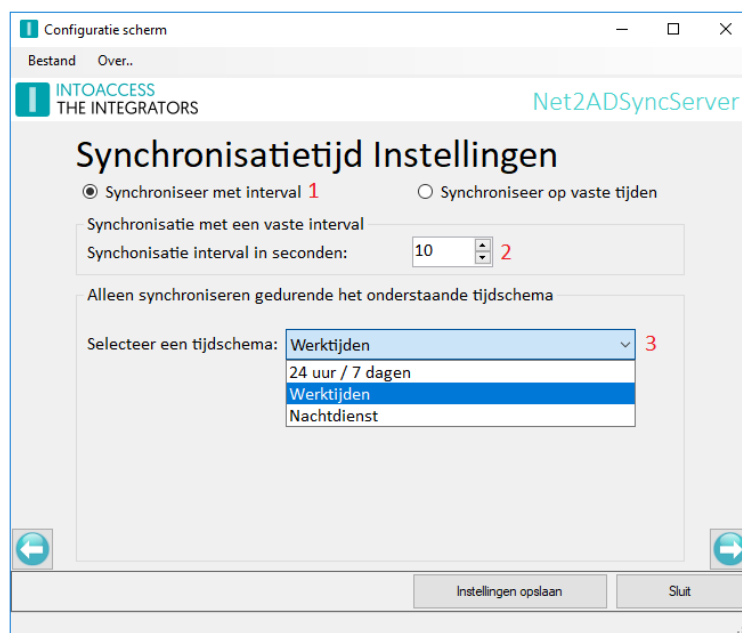 Configuratie scherm
Bestand Over..
INTOACCESS
THE INTEGRATORS
Net2ADSyncServer
Synchronisatietijd Instellingen
Synchroniseer met interval 1 Synchroniseer op vaste tijden
Synchronisatie met een vaste interval
Synchonisatie interval in seconden: 10 2
Alleen synchroniseren gedurende het onderstaande tijdschema
Selecteer een tijdschema: Werktijden 3
24 uur / 7 dagen
Werktijden
Nachtdienst
Instellingen opslaan Sluit